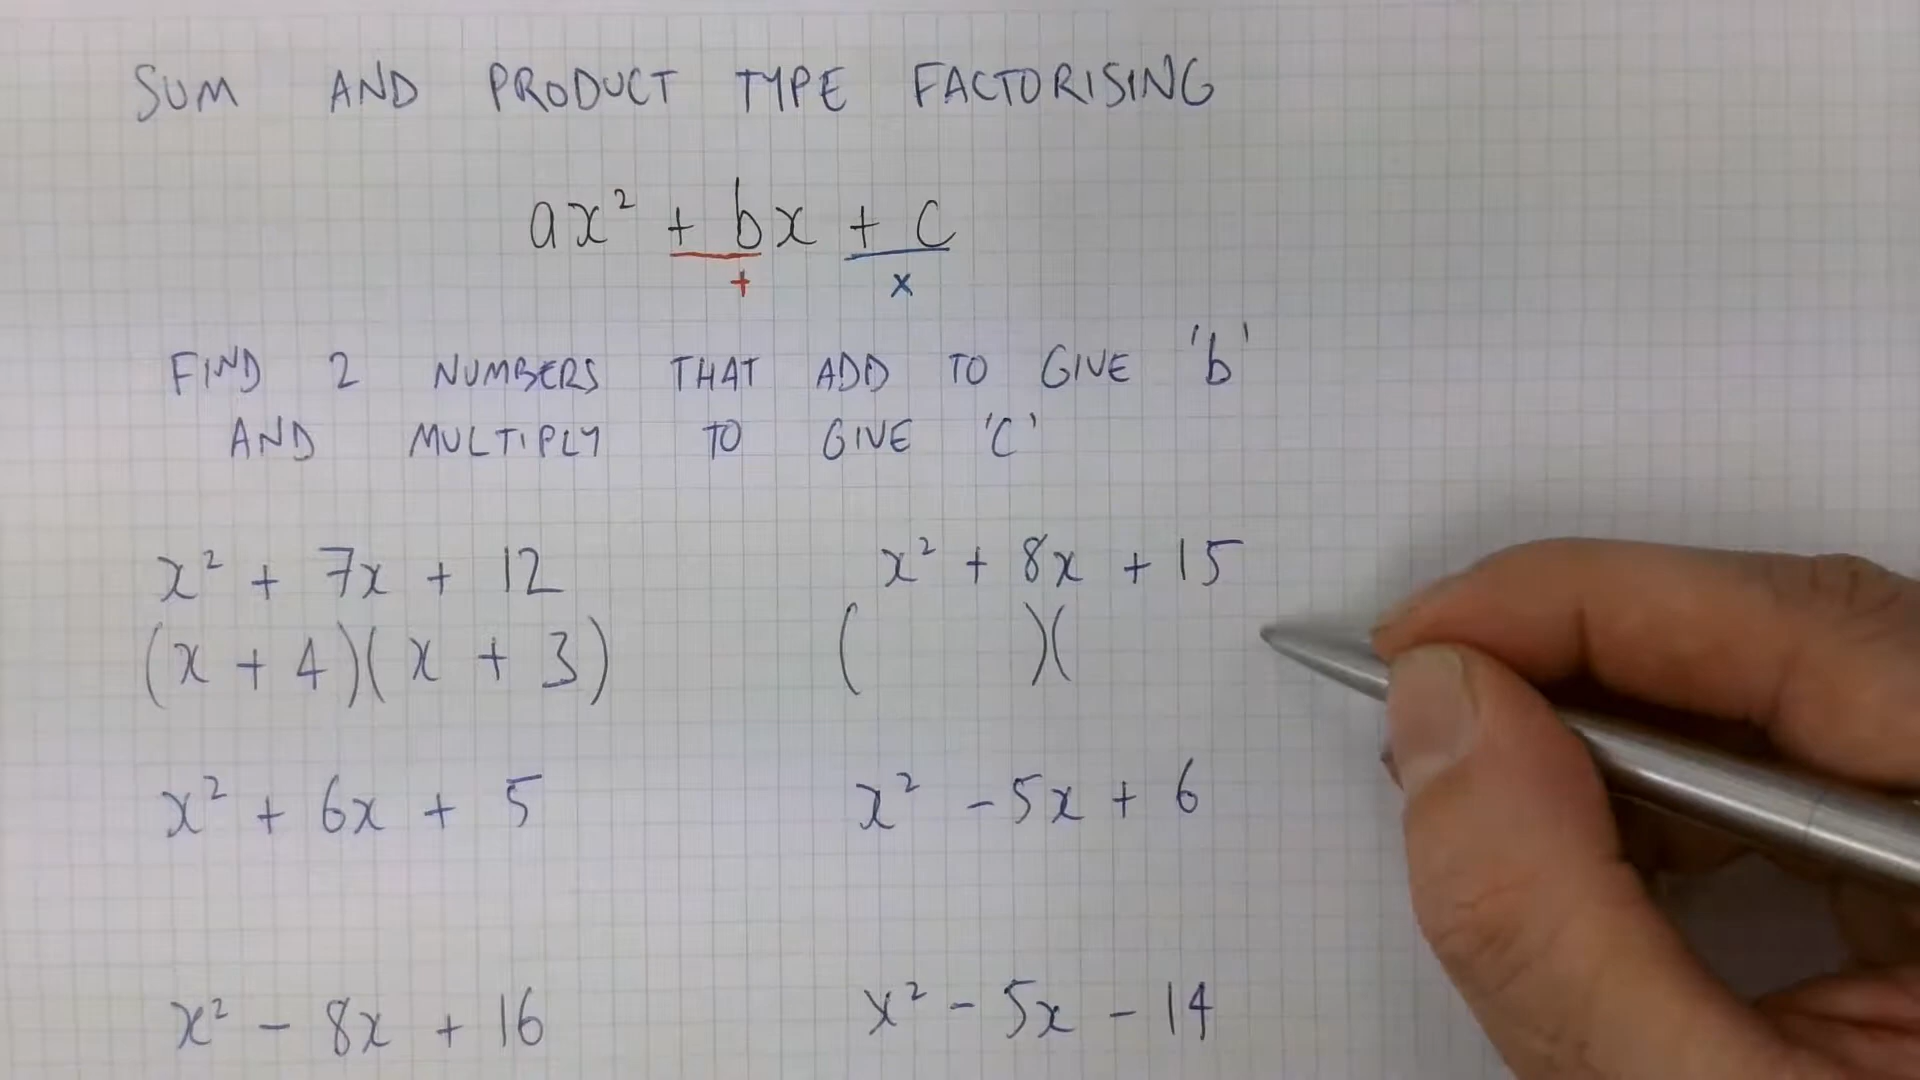 SUM AND PRODUCT TYPE FACTORISING
ax² + bx + c
+ x
FIND 2 NUMBERS THAT ADD TO GIVE 'b'
AND MULTIPLY TO GIVE 'C'
x² + 7x + 12
(x + 4)(x + 3)
x² + 8x + 15
( )(
x² + 6x + 5
x² - 5x + 6
x² - 8x + 16
x² - 5x - 14